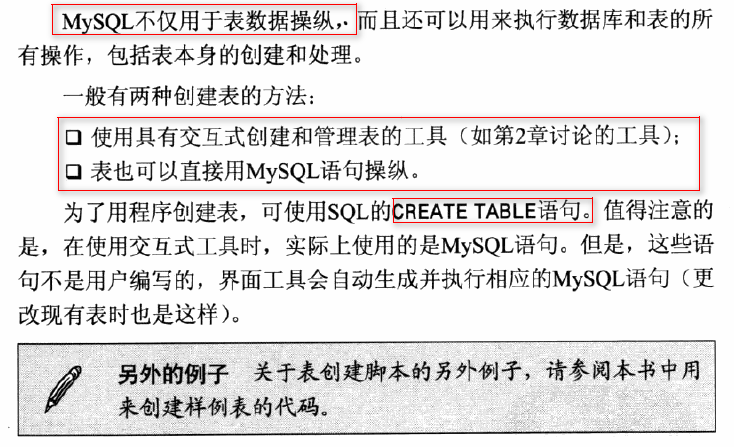 MySQL不仅用于表数据操纵,而且还可以用来执行数据库和表的所
有操作，包括表本身的创建和处理。
一般有两种创建表的方法：
❑ 使用具有交互式创建和管理表的工具（如第2章讨论的工具）；
❑ 表也可以直接用MySQL语句操纵。
为了用程序创建表，可使用SQL的CREATE TABLE语句。值得注意的
是，在使用交互式工具时，实际上使用的是MySQL语句。但是，这些语
句不是用户编写的，界面工具会自动生成并执行相应的MySQL语句（更
改现有表时也是这样）。
另外的例子 关于表创建脚本的另外例子，请参阅本书中用
来创建样例表的代码。